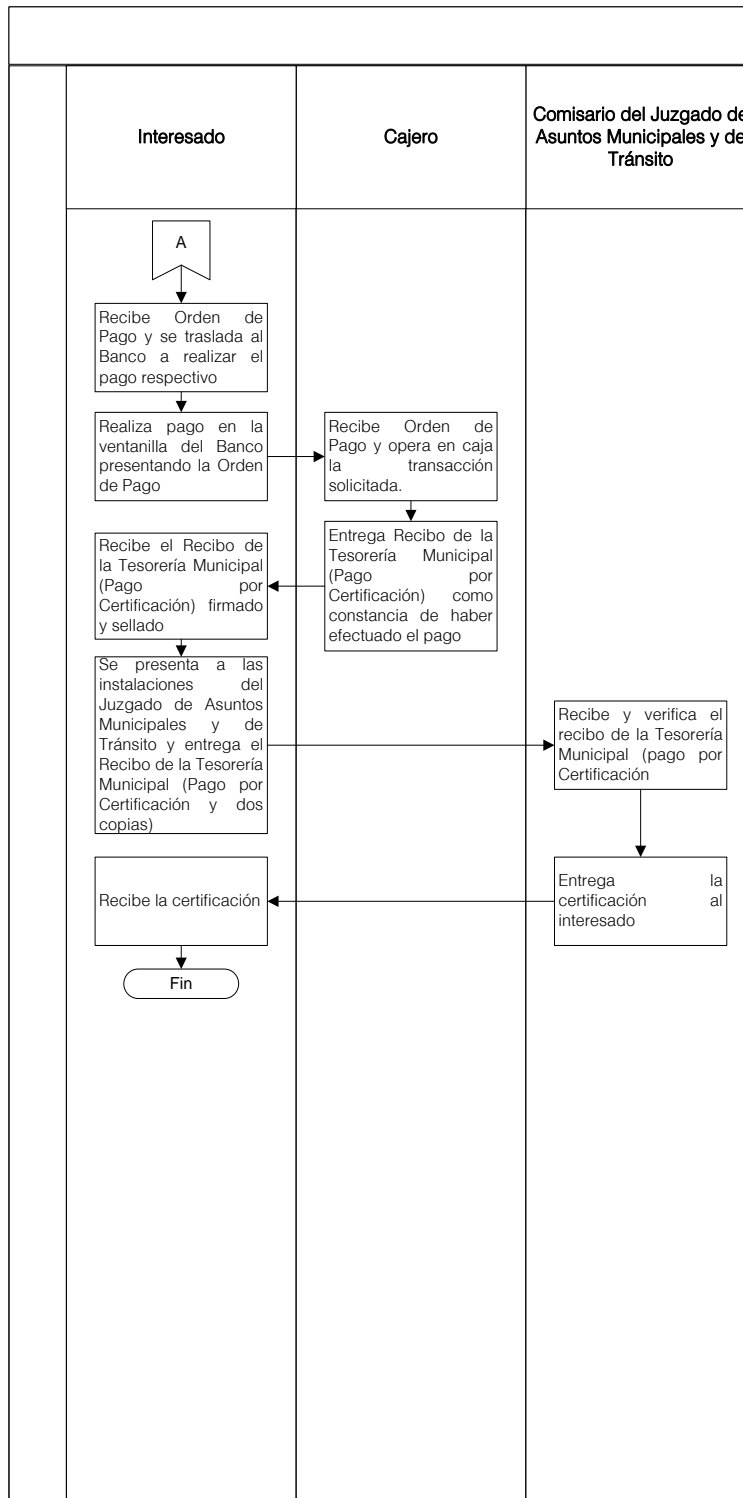 Interesado
Cajero
Comisario del Juzgado de
Asuntos Municipales y de
Tránsito
A
Recibe Orden de
Pago y se traslada al
Banco a realizar el
pago respectivo
Realiza pago en la
ventanilla del Banco
presentando la Orden
de Pago
Recibe Orden de
Pago y opera en caja
la transacción
solicitada.
Entrega Recibo de la
Tesorería Municipal
(Pago por
Certificación) como
constancia de haber
efectuado el pago
Recibe el Recibo de
la Tesorería Municipal
(Pago por
Certificación) firmado
y sellado
Se presenta a las
instalaciones del
Juzgado de Asuntos
Municipales y de
Tránsito y entrega el
Recibo de la Tesorería
Municipal (Pago por
Certificación y dos
copias)
Recibe y verifica el
recibo de la Tesorería
Municipal (pago por
Certificación
Entrega la
certificación al
interesado
Recibe la certificación
Fin